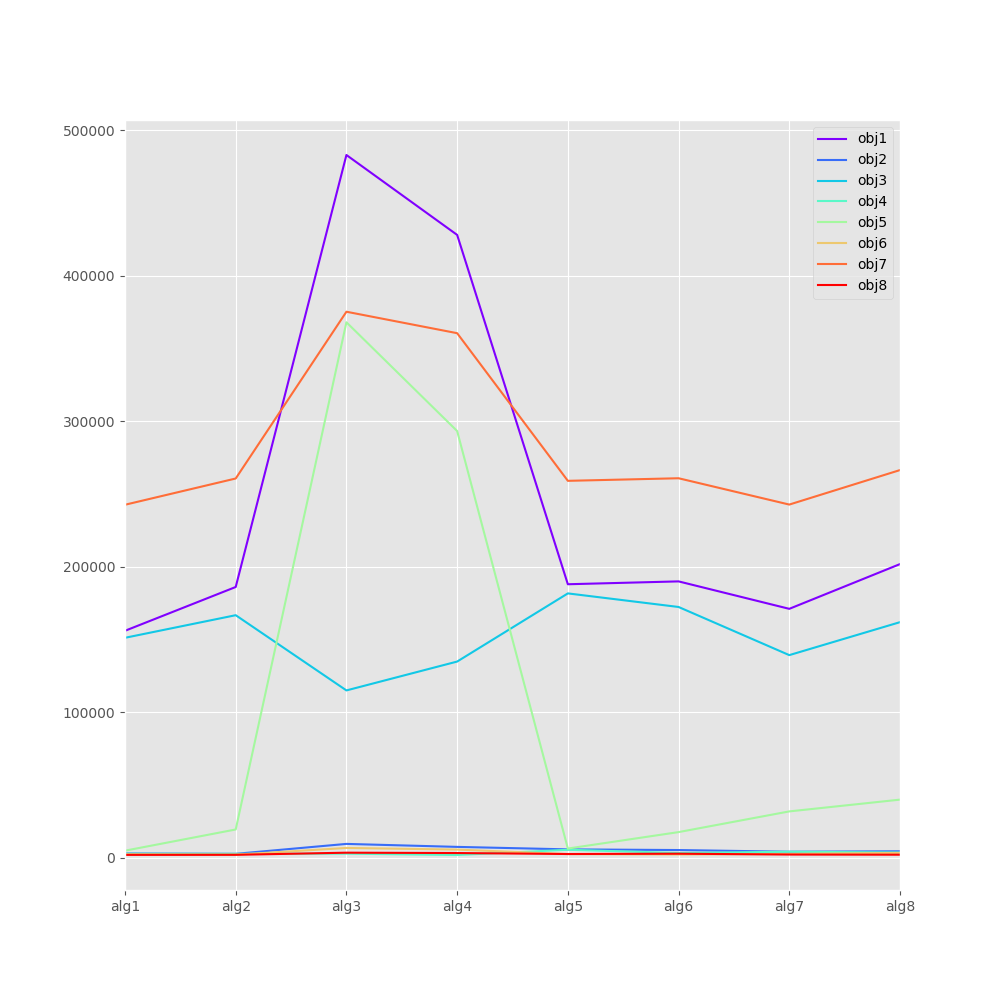 500000
400000
300000
200000
100000
0
alg1 alg2 alg3 alg4 alg5 alg6 alg7 alg8
obj1
obj2
obj3
obj4
obj5
obj6
obj7
obj8